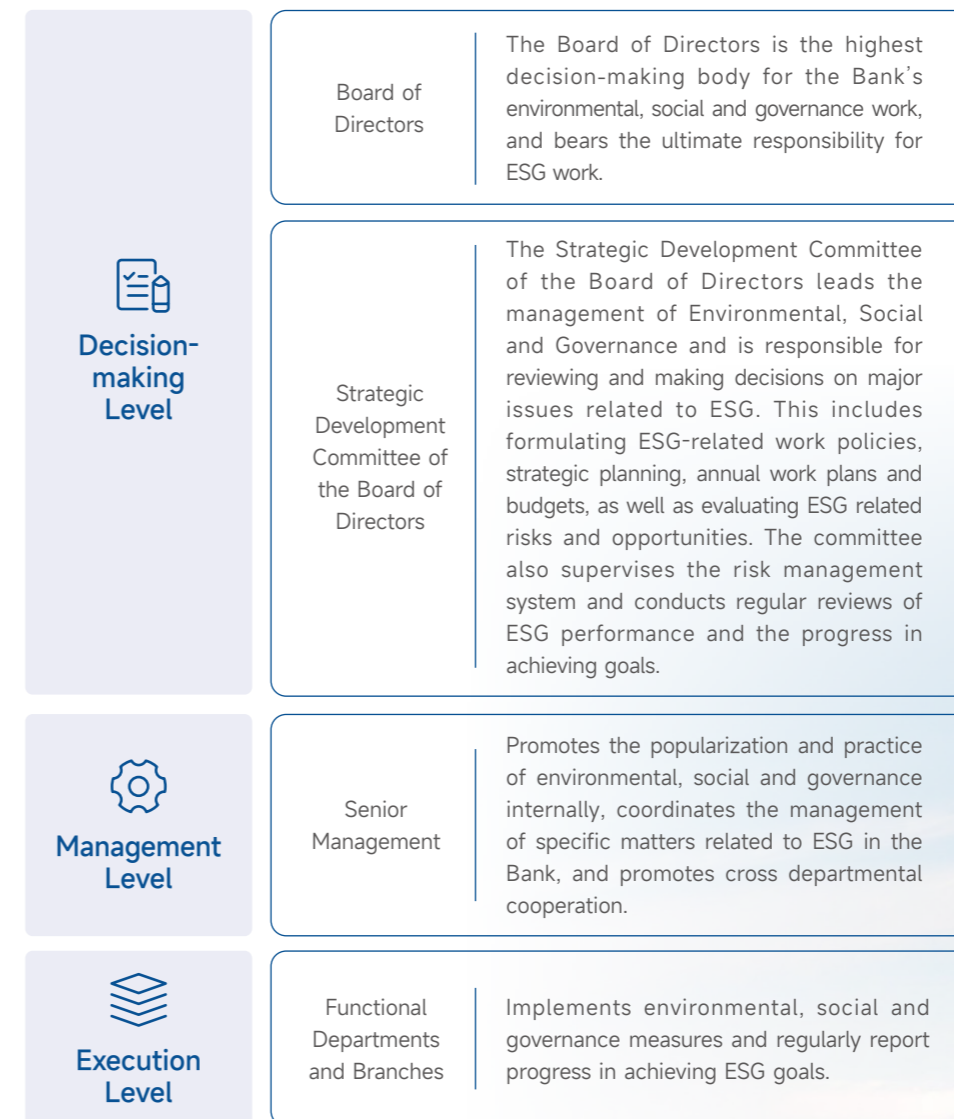 Decision-
making
Level
Board of
Directors
The Board of Directors is the highest
decision-making body for the Bank's
environmental, social and governance work,
and bears the ultimate responsibility for
ESG work.
Strategic
Development
Committee of
the Board of
Directors
The Strategic Development Committee
of the Board of Directors leads the
management of Environmental, Social
and Governance and is responsible for
reviewing and making decisions on major
issues related to ESG. This includes
formulating ESG-related work policies,
strategic planning, annual work plans and
budgets, as well as evaluating ESG related
risks and opportunities. The committee
also supervises the risk management
system and conducts regular reviews of
ESG performance and the progress in
achieving goals.
Management
Level
Senior
Management
Promotes the popularization and practice
of environmental, social and governance
internally, coordinates the management
of specific matters related to ESG in the
Bank, and promotes cross departmental
cooperation.
Execution
Level
Functional
Departments
and Branches
Implements environmental, social and
governance measures and regularly report
progress in achieving ESG goals.